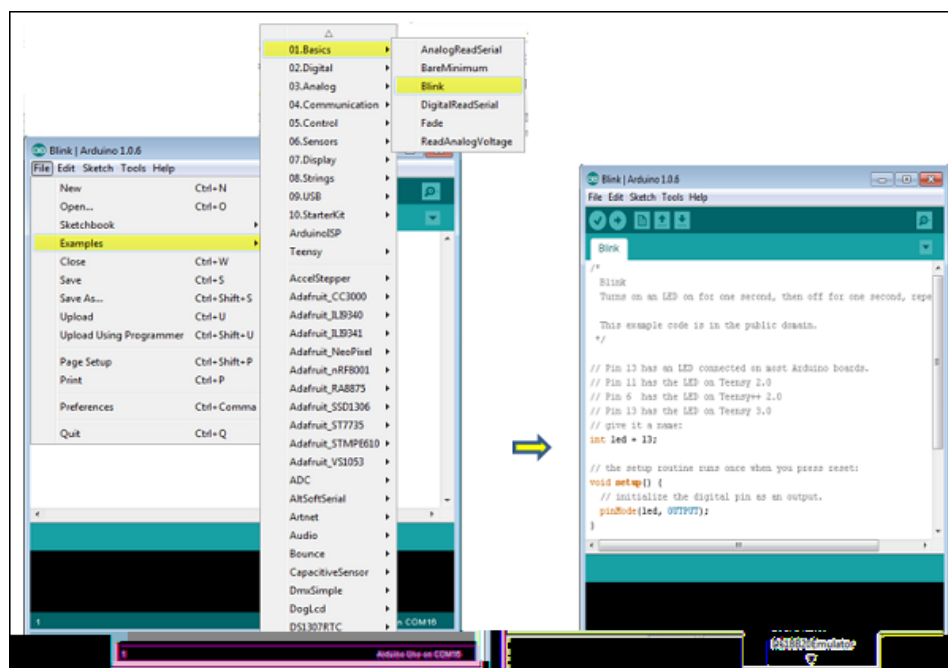 Blink | Arduino 1.0.6
File Edit Sketch Tools Help
New Ctrl+N
Open... Ctrl+O
Sketchbook
Examples
Close Ctrl+W
Save Ctrl+S
Save As... Ctrl+Shift+S
Upload Ctrl+U
Upload Using Programmer Ctrl+Shift+U
Page Setup Ctrl+Shift+P
Print Ctrl+P
Preferences Ctrl+Comma
Quit Ctrl+Q
01.Basics
02.Digital
03.Analog
04.Communication
05.Control
06.Sensors
07.Display
08.Strings
09.USB
10.StarterKit
ArduinoISP
Teensy
AccelStepper
Adafruit_CC3000
Adafruit_ILI9340
Adafruit_ILI9341
Adafruit_NeoPixel
Adafruit_nRF8001
Adafruit_RA8875
Adafruit_SSD1306
Adafruit_ST7735
Adafruit_STMPE610
Adafruit_VS1053
ADC
AltSoftSerial
Artnet
Audio
Bounce
CapacitiveSensor
DmxSimple
DogLcd
DS1307RTC
AnalogReadSerial
BareMinimum
Blink
DigitalReadSerial
Fade
ReadAnalogVoltage
1 n COM16
1 Arduino Uno on COM16
Blink | Arduino 1.0.6
File Edit Sketch Tools Help
Blink
/*
Blink
Turns on an LED on for one second, then off for one second, repe
This example code is in the public domain.
*/
// Pin 13 has an LED connected on most Arduino boards.
// Pin 11 has the LED on Teensy 2.0
// Pin 6 has the LED on Teensy++ 2.0
// Pin 13 has the LED on Teensy 3.0
// give it a name:
int led = 13;
// the setup routine runs once when you press reset:
void setup() {
// initialize the digital pin as an output.
pinMode(led, OUTPUT);
}